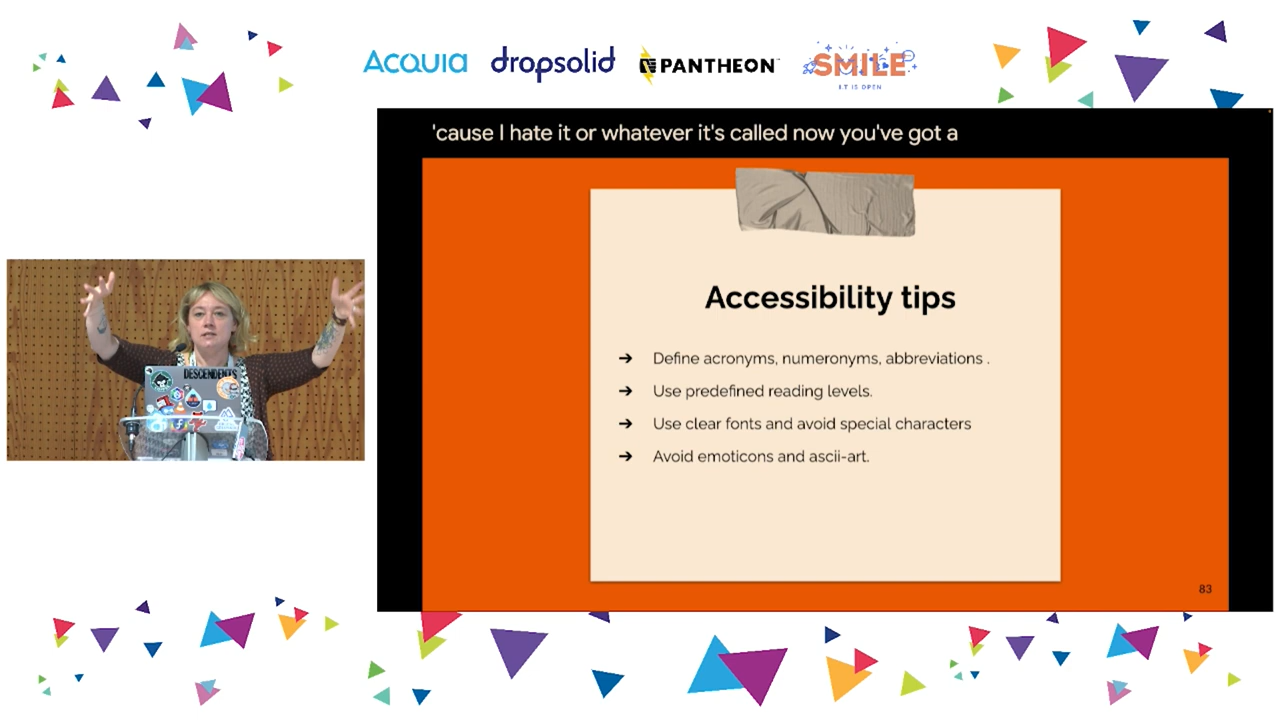 Acquia dropsolid PANTHEON SMILE
I.T IS OPEN
'cause I hate it or whatever it's called now you've got a
Accessibility tips
➔ Define acronyms, numeronyms, abbreviations .
➔ Use predefined reading levels.
➔ Use clear fonts and avoid special characters
➔ Avoid emoticons and ascii-art.
83
DESCENDENTS